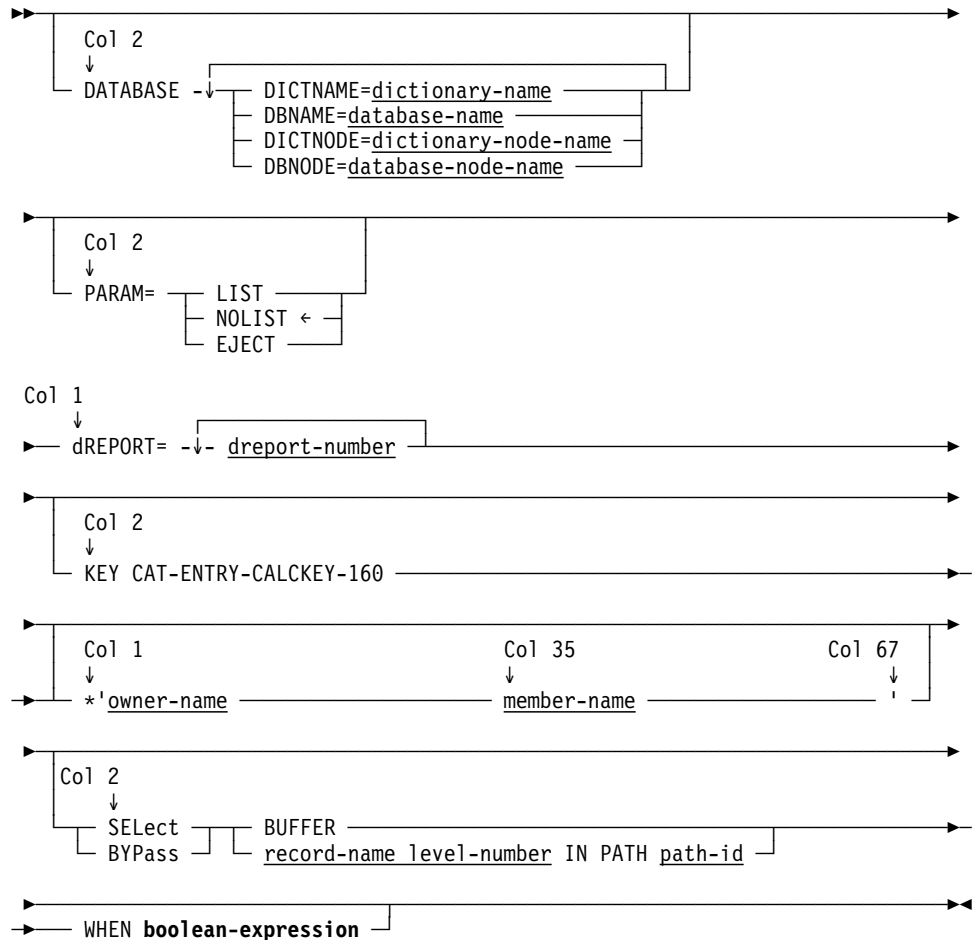 Col 2
DATABASE - DICTNAME=dictionary-name
DBNAME=database-name
DICTNODE=dictionary-node-name
DBNODE=database-node-name
Col 2
PARAM= LIST
NOLIST ←
EJECT
Col 1
dREPORT= - - dreport-number
Col 2
KEY CAT-ENTRY-CALCKEY-160
Col 1 Col 35 Col 67
*'owner-name member-name '
Col 2
SELect BUFFER
BYPass record-name level-number IN PATH path-id
WHEN boolean-expression